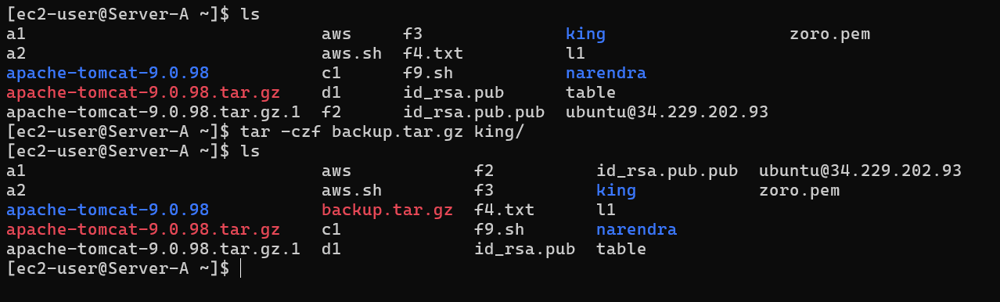 [ec2-user@Server-A ~]$ ls
a1                               aws     f3               king                  zoro.pem
a2                               aws.sh  f4.txt           l1
apache-tomcat-9.0.98             c1      f9.sh            narendra
apache-tomcat-9.0.98.tar.gz      d1      id_rsa.pub       table
apache-tomcat-9.0.98.tar.gz.1    f2      id_rsa.pub.pub   ubuntu@34.229.202.93
[ec2-user@Server-A ~]$ tar -czf backup.tar.gz king/
[ec2-user@Server-A ~]$ ls
a1                               aws            f2          id_rsa.pub.pub  ubuntu@34.229.202.93
a2                               aws.sh         f3          king            zoro.pem
apache-tomcat-9.0.98             backup.tar.gz  f4.txt      l1
apache-tomcat-9.0.98.tar.gz      c1             f9.sh       narendra
apache-tomcat-9.0.98.tar.gz.1    d1             id_rsa.pub  table
[ec2-user@Server-A ~]$